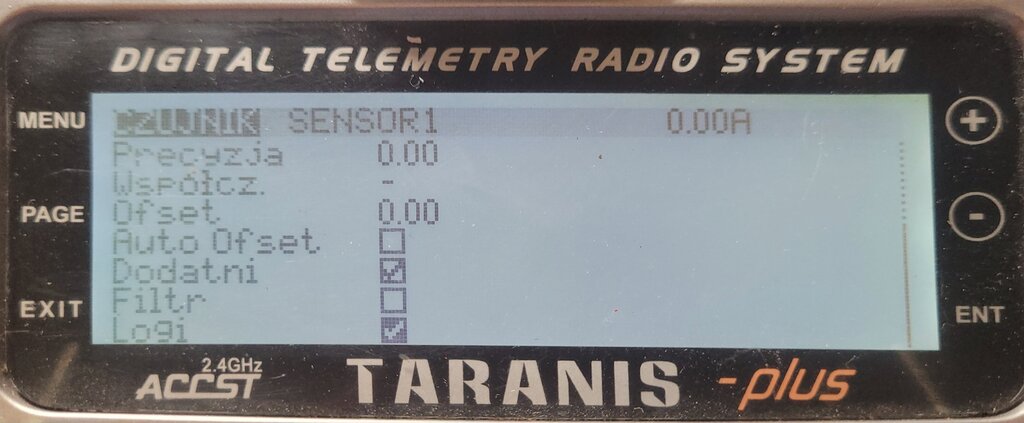 DIGITAL TELEMETRY RADIO SYSTEM
MENU
CZUJNIK SENSOR1 0.00A
+
Precyzja 0.00
Współcz. -
PAGE
Ofset 0.00
-
Auto Ofset
Dodatni
Filtr
EXIT
ENT
Logi
2.4GHz
ACCST
TARANIS -plus